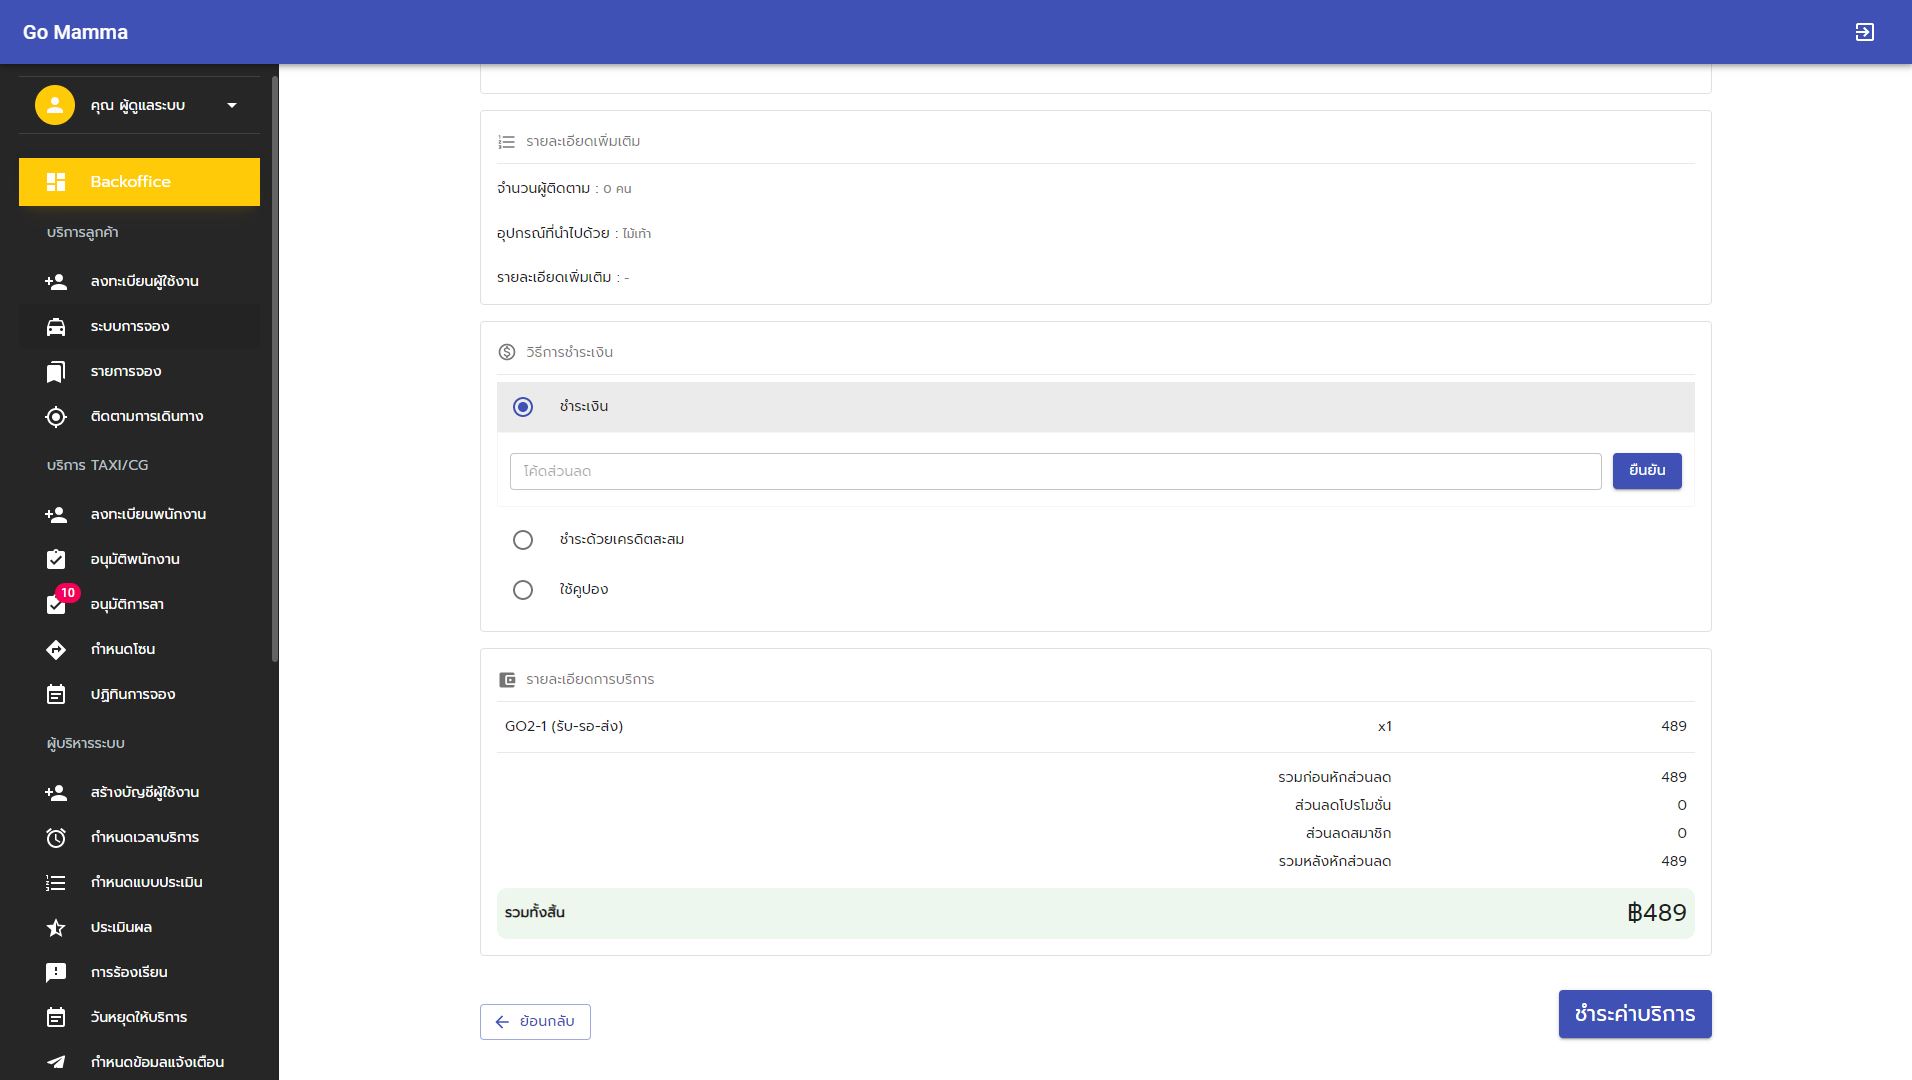 Go Mamma
คุณ ผู้ดูแลระบบ
Backoffice
บริการลูกค้า
ลงทะเบียนผู้ใช้งาน
ระบบการจอง
รายการจอง
ติดตามการเดินทาง
บริการ TAXI/CG
ลงทะเบียนพนักงาน
อนุมัติพนักงาน
10
อนุมัติการลา
กำหนดโซน
ปฏิทินการจอง
ผู้บริหารระบบ
สร้างบัญชีผู้ใช้งาน
กำหนดเวลาบริการ
กำหนดแบบประเมิน
ประเมินผล
การร้องเรียน
วันหยุดให้บริการ
กำหนดข้อมูลแจ้งเตือน
รายละเอียดเพิ่มเติม
จำนวนผู้ติดตาม : 0 คน
อุปกรณ์ที่นำไปด้วย : ไม้เท้า
รายละเอียดเพิ่มเติม : -
วิธีการชำระเงิน
ชำระเงิน
โค้ดส่วนลด
ยืนยัน
ชำระด้วยเครดิตสะสม
ใช้คูปอง
รายละเอียดการบริการ
GO2-1 (รับ-รอ-ส่ง) x1 489
รวมก่อนหักส่วนลด 489
ส่วนลดโปรโมชั่น 0
ส่วนลดสมาชิก 0
รวมหลังหักส่วนลด 489
รวมทั้งสิ้น ฿489
ย้อนกลับ
ชำระค่าบริการ